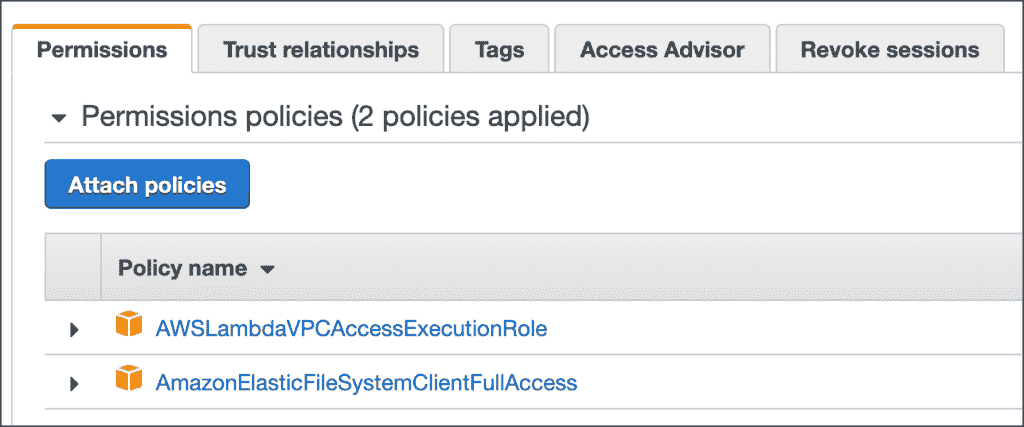 Permissions Trust relationships Tags Access Advisor Revoke sessions
Permissions policies (2 policies applied)
Attach policies
Policy name
AWSLambdaVPCAccessExecutionRole
AmazonElasticFileSystemClientFullAccess